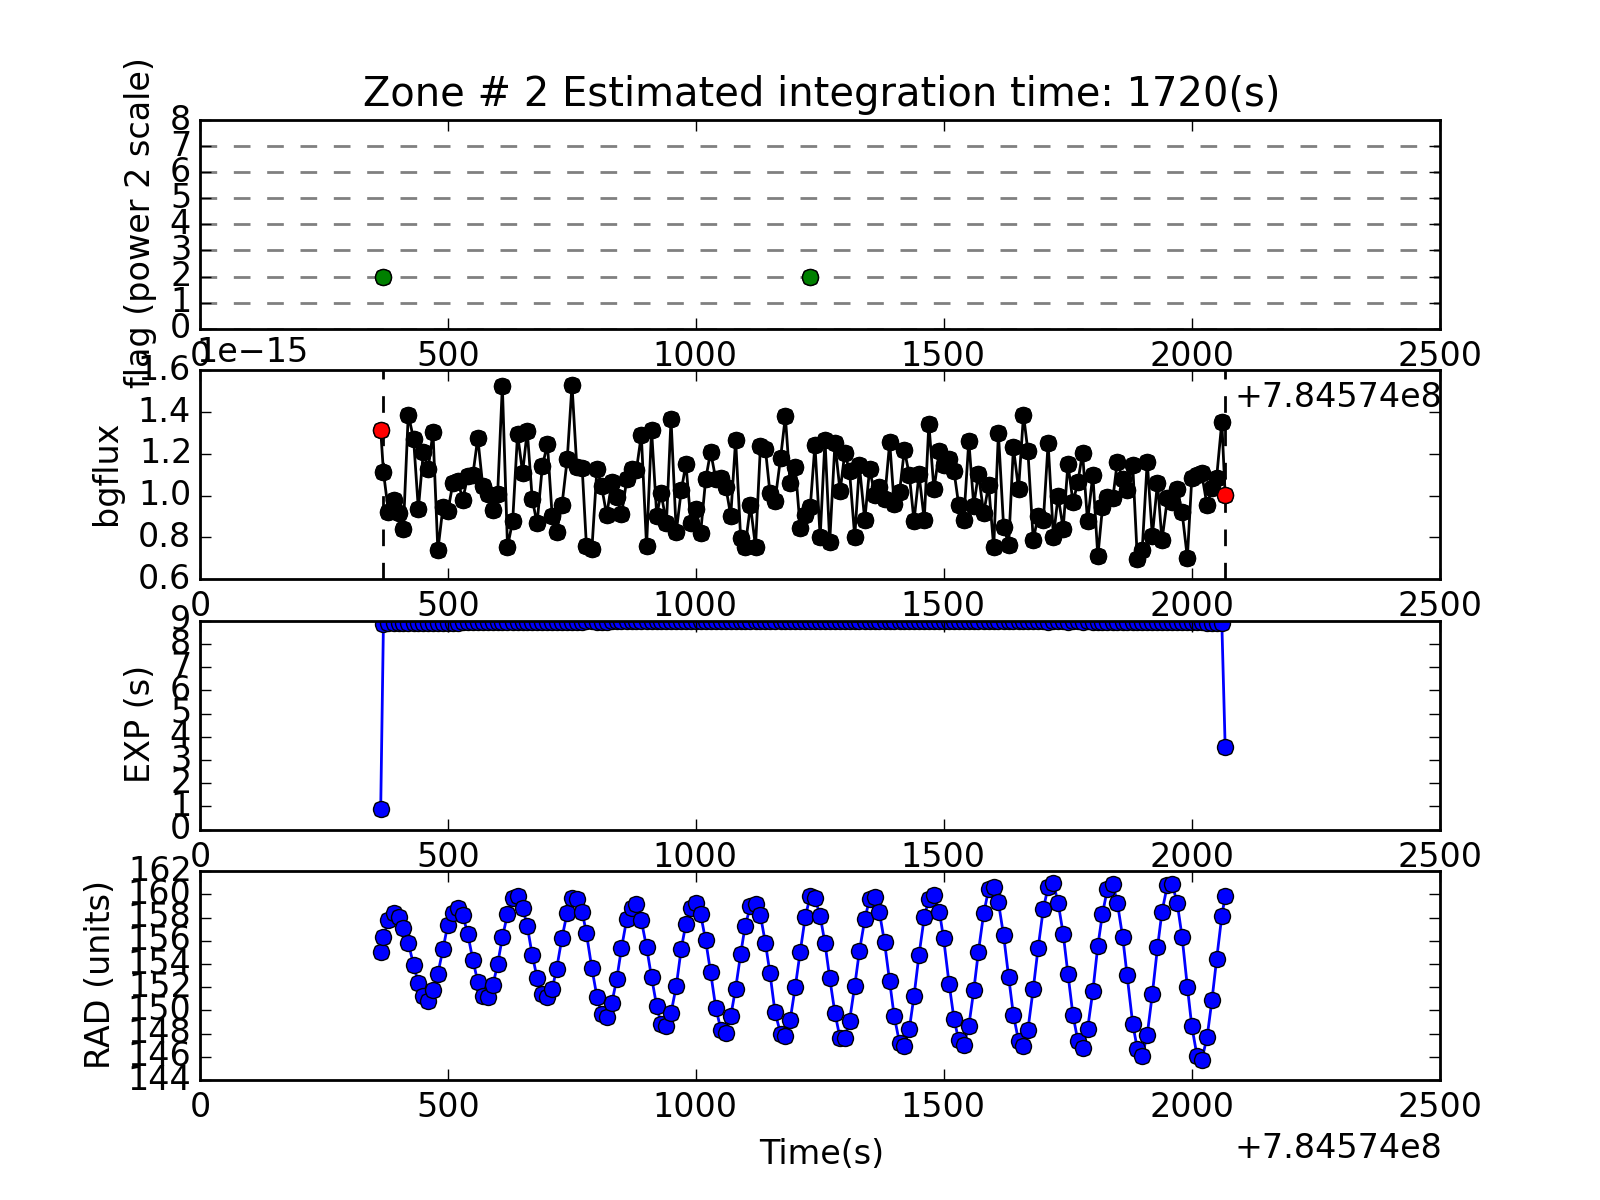 Zone # 2 Estimated integration time: 1720(s)
flag (power 2 scale)
8
7
6
5
4
3
2
1
0
0 500 1000 1500 2000 2500
1e−15
+7.84574e8
bgflux
1.6
1.4
1.2
1.0
0.8
0.6
0 500 1000 1500 2000 2500
EXP (s)
9
8
7
6
5
4
3
2
1
0
0 500 1000 1500 2000 2500
RAD (units)
162
160
158
156
154
152
150
148
146
144
0 500 1000 1500 2000 2500
Time(s)
+7.84574e8